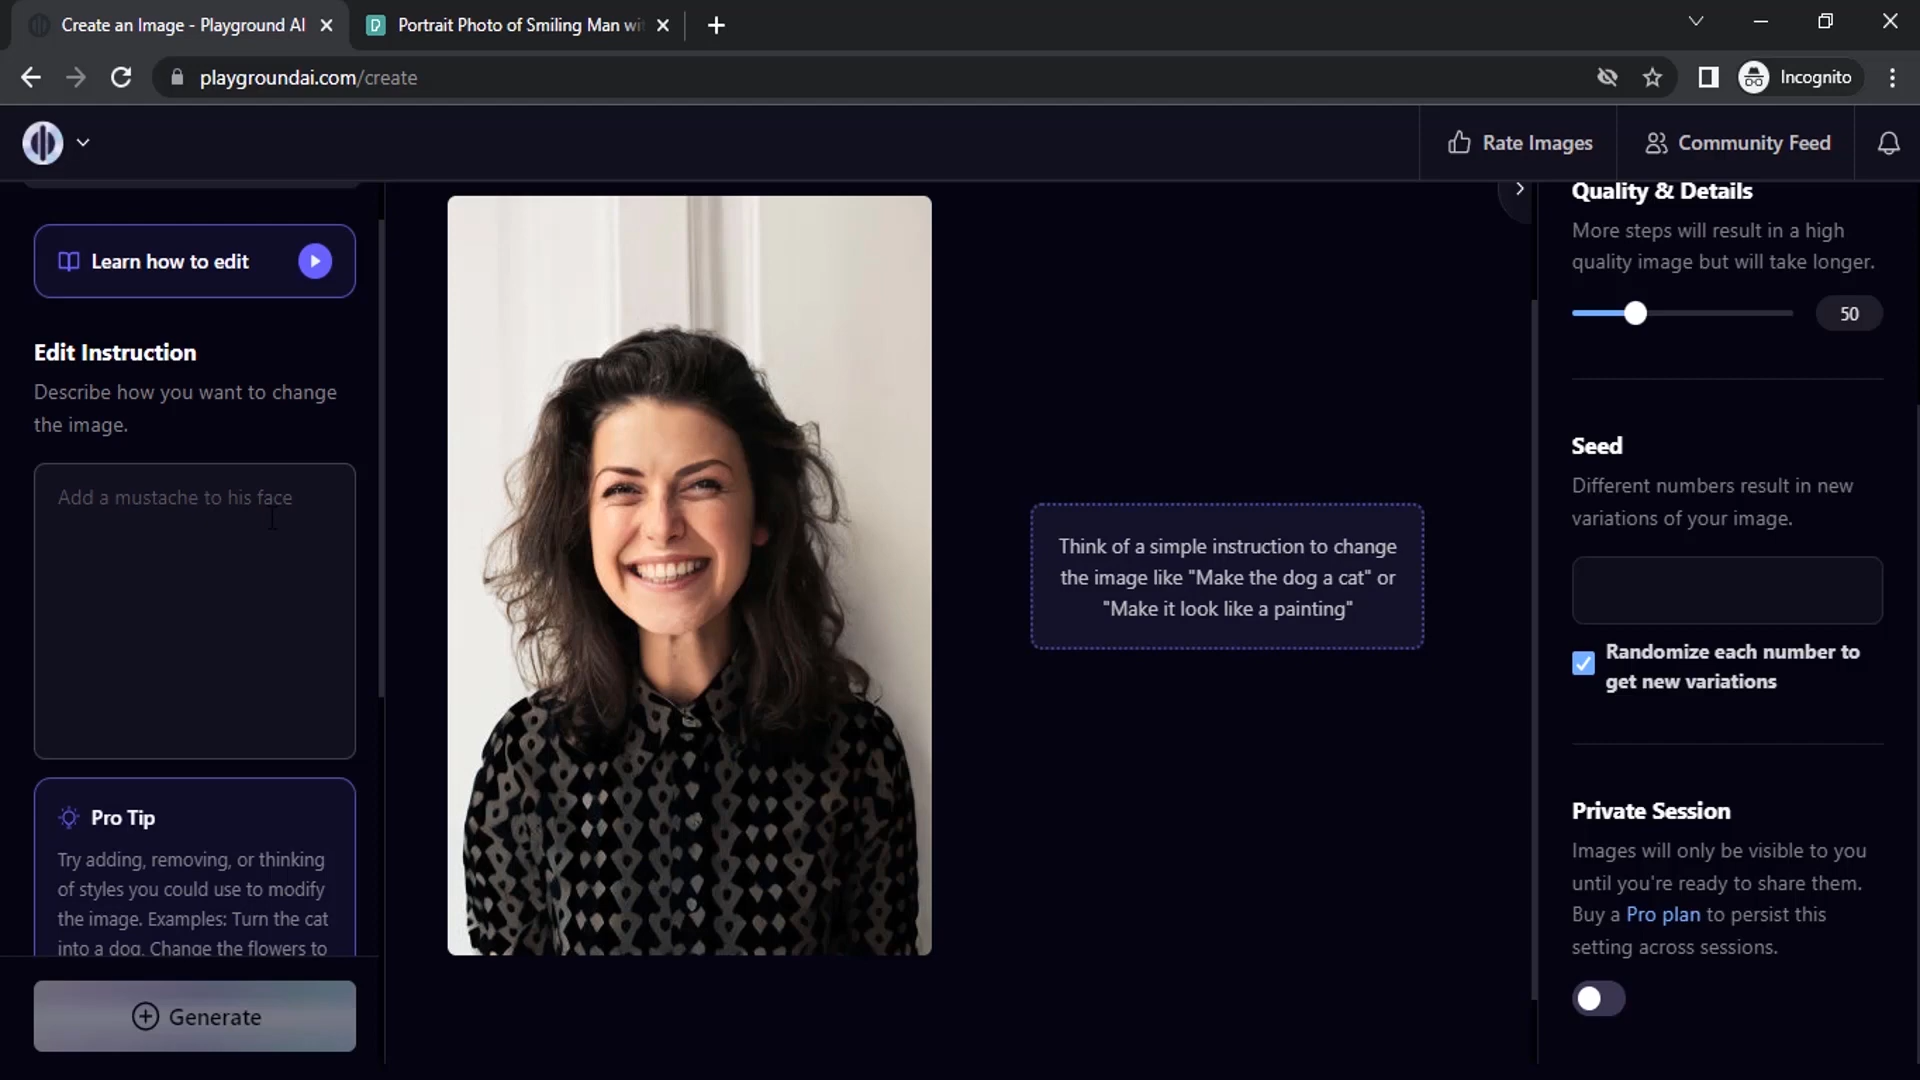 Create an Image - Playground AI
Portrait Photo of Smiling Man wi
playgroundai.com/create
Incognito
Rate Images
Community Feed
Learn how to edit
Edit Instruction
Describe how you want to change
the image.
Add a mustache to his face
Pro Tip
Try adding, removing, or thinking
of styles you could use to modify
the image. Examples: Turn the cat
into a dog. Change the flowers to
Generate
Think of a simple instruction to change
the image like "Make the dog a cat" or
"Make it look like a painting"
Quality & Details
More steps will result in a high
quality image but will take longer.
50
Seed
Different numbers result in new
variations of your image.
Randomize each number to
get new variations
Private Session
Images will only be visible to you
until you're ready to share them.
Buy a Pro plan to persist this
setting across sessions.